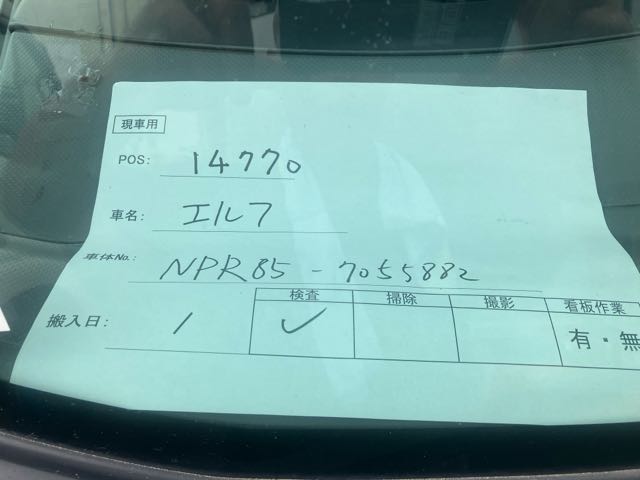 現車用
POS: 14770
車名: エルフ
車体No.: NPR85-7055882
搬入日: /
検査 掃除 撮影 看板作業
✓ 有・無